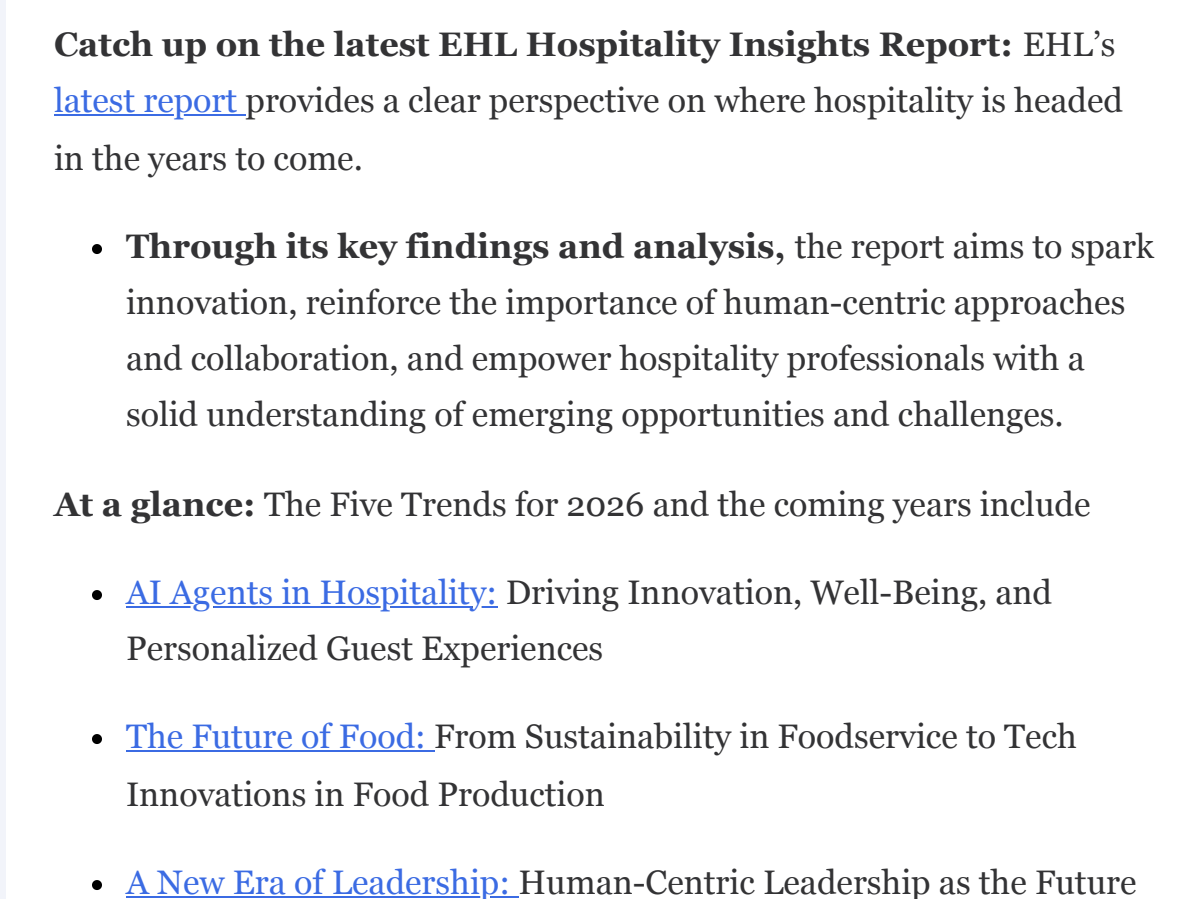 Catch up on the latest EHL Hospitality Insights Report: EHL’s
latest report provides a clear perspective on where hospitality is headed
in the years to come.
• Through its key findings and analysis, the report aims to spark
innovation, reinforce the importance of human-centric approaches
and collaboration, and empower hospitality professionals with a
solid understanding of emerging opportunities and challenges.
At a glance: The Five Trends for 2026 and the coming years include
• AI Agents in Hospitality: Driving Innovation, Well-Being, and
Personalized Guest Experiences
• The Future of Food: From Sustainability in Foodservice to Tech
Innovations in Food Production
• A New Era of Leadership: Human-Centric Leadership as the Future